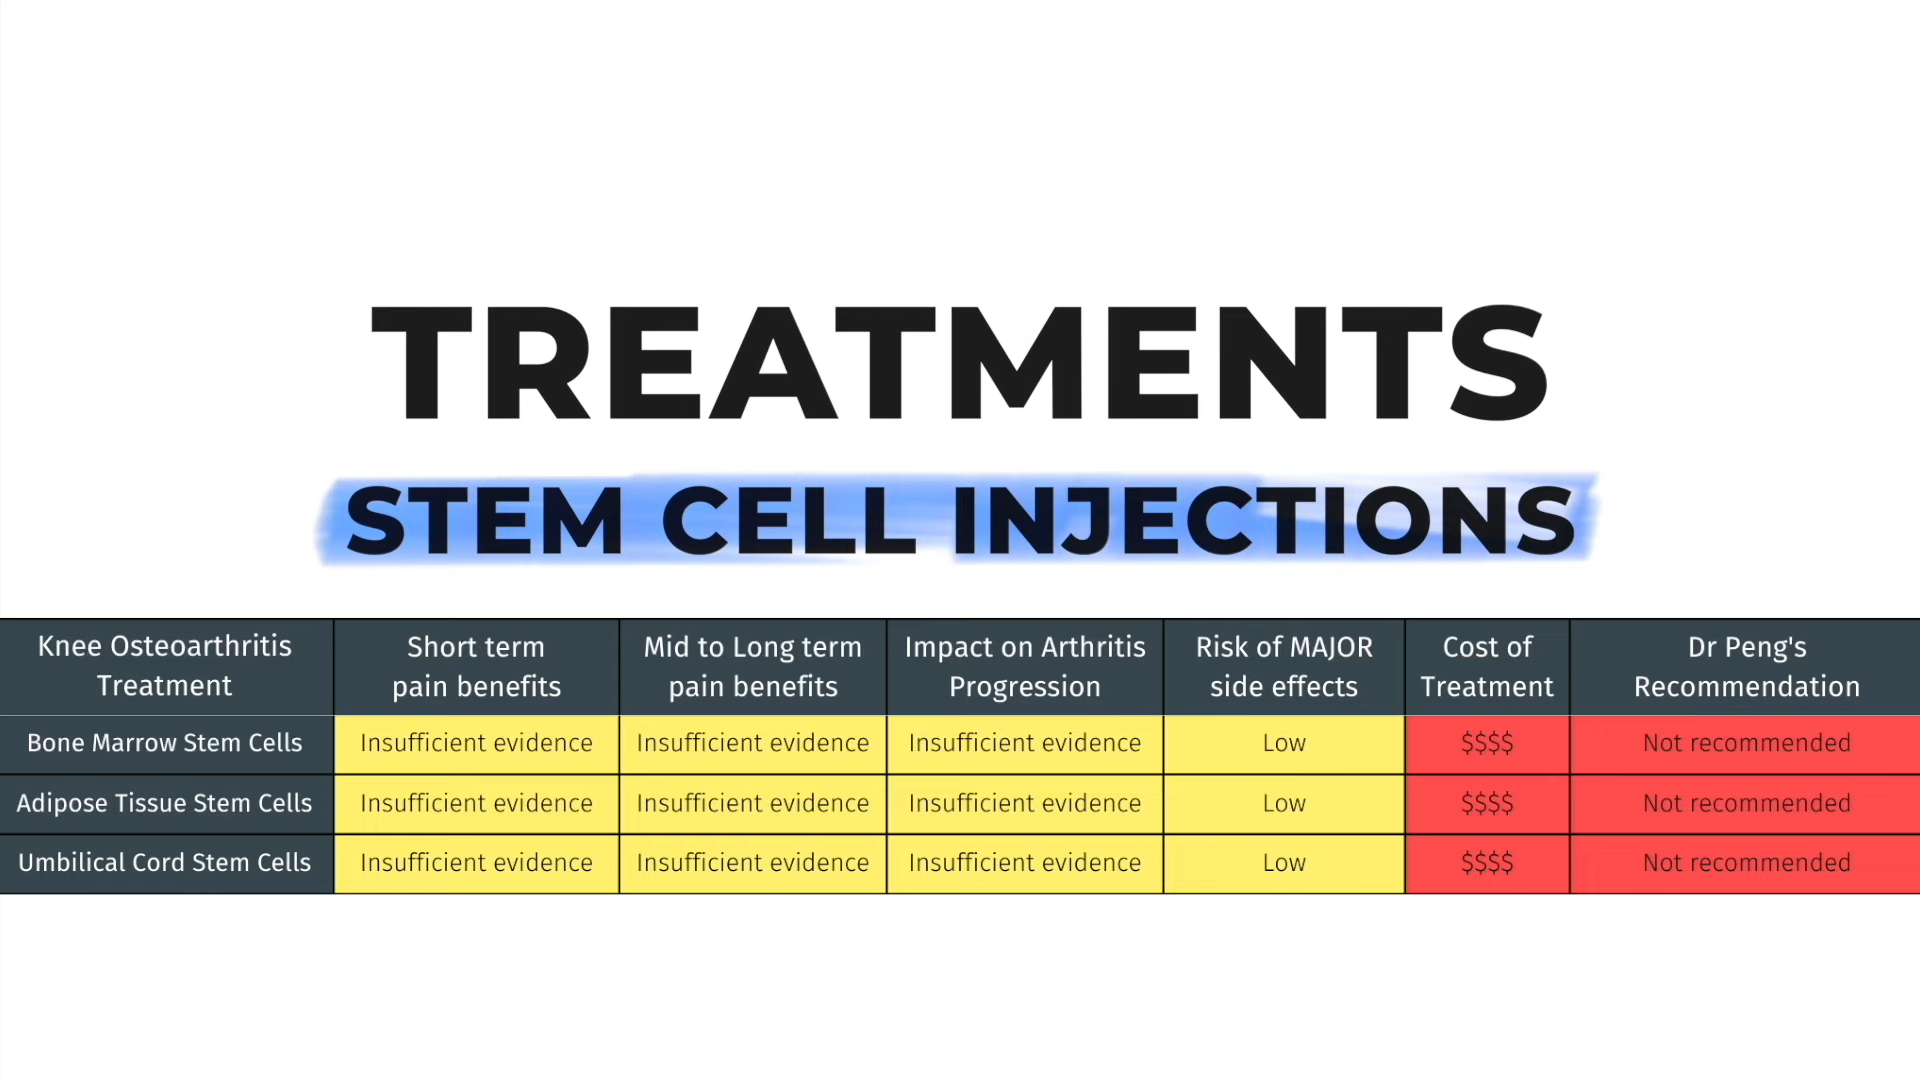 TREATMENTS
STEM CELL INJECTIONS
Knee Osteoarthritis Treatment Short term pain benefits Mid to Long term pain benefits Impact on Arthritis Progression Risk of MAJOR side effects Cost of Treatment Dr Peng's Recommendation
Bone Marrow Stem Cells Insufficient evidence Insufficient evidence Insufficient evidence Low $$$$ Not recommended
Adipose Tissue Stem Cells Insufficient evidence Insufficient evidence Insufficient evidence Low $$$$ Not recommended
Umbilical Cord Stem Cells Insufficient evidence Insufficient evidence Insufficient evidence Low $$$$ Not recommended